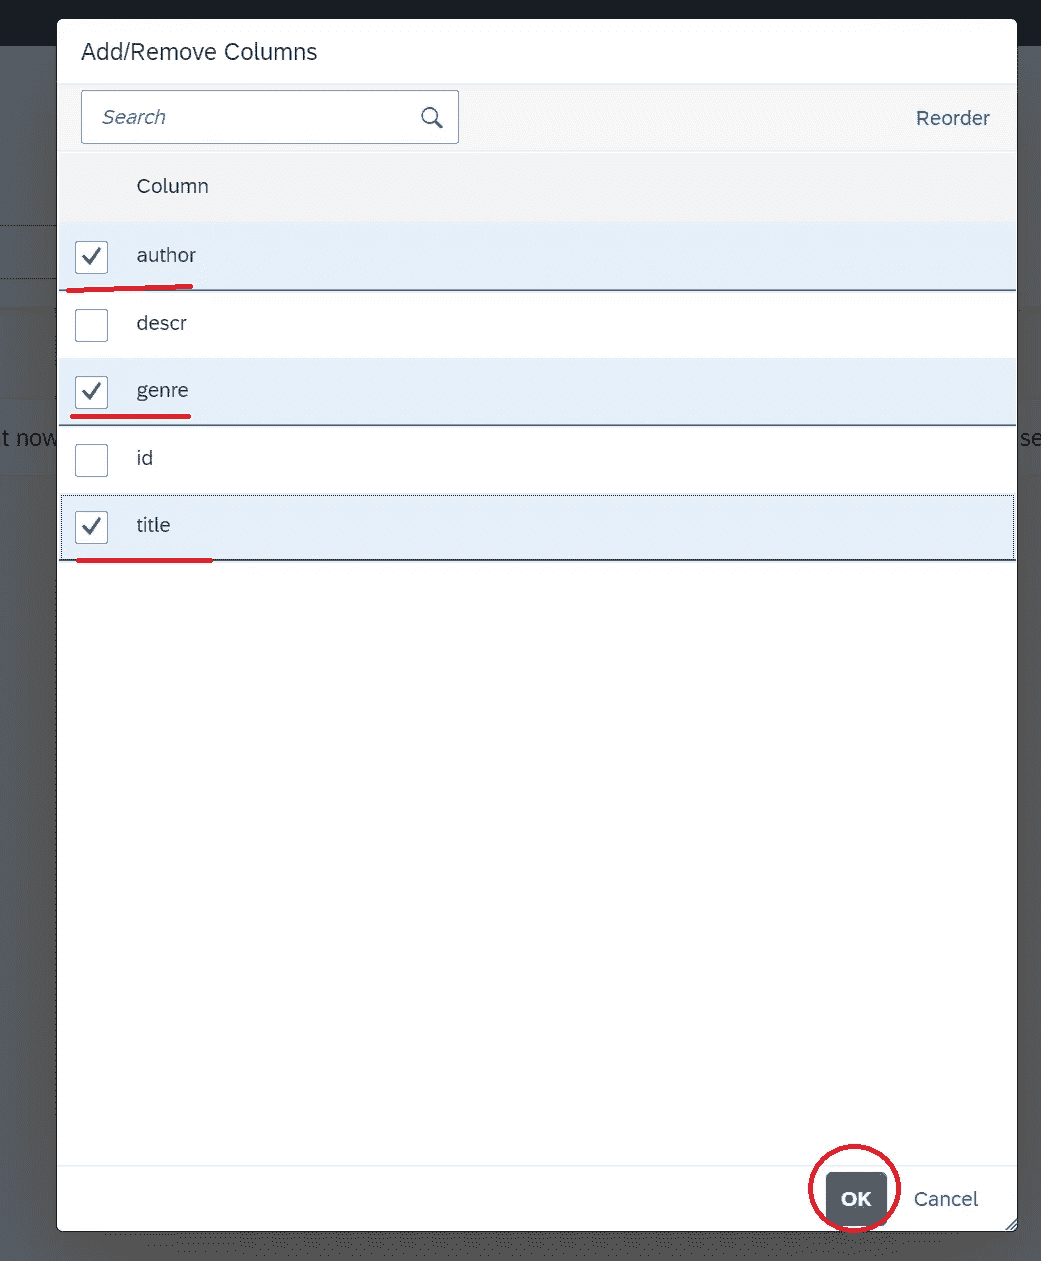 Add/Remove Columns
Search
Reorder
Column
author
descr
genre
id
t now
se
title
OK
Cancel